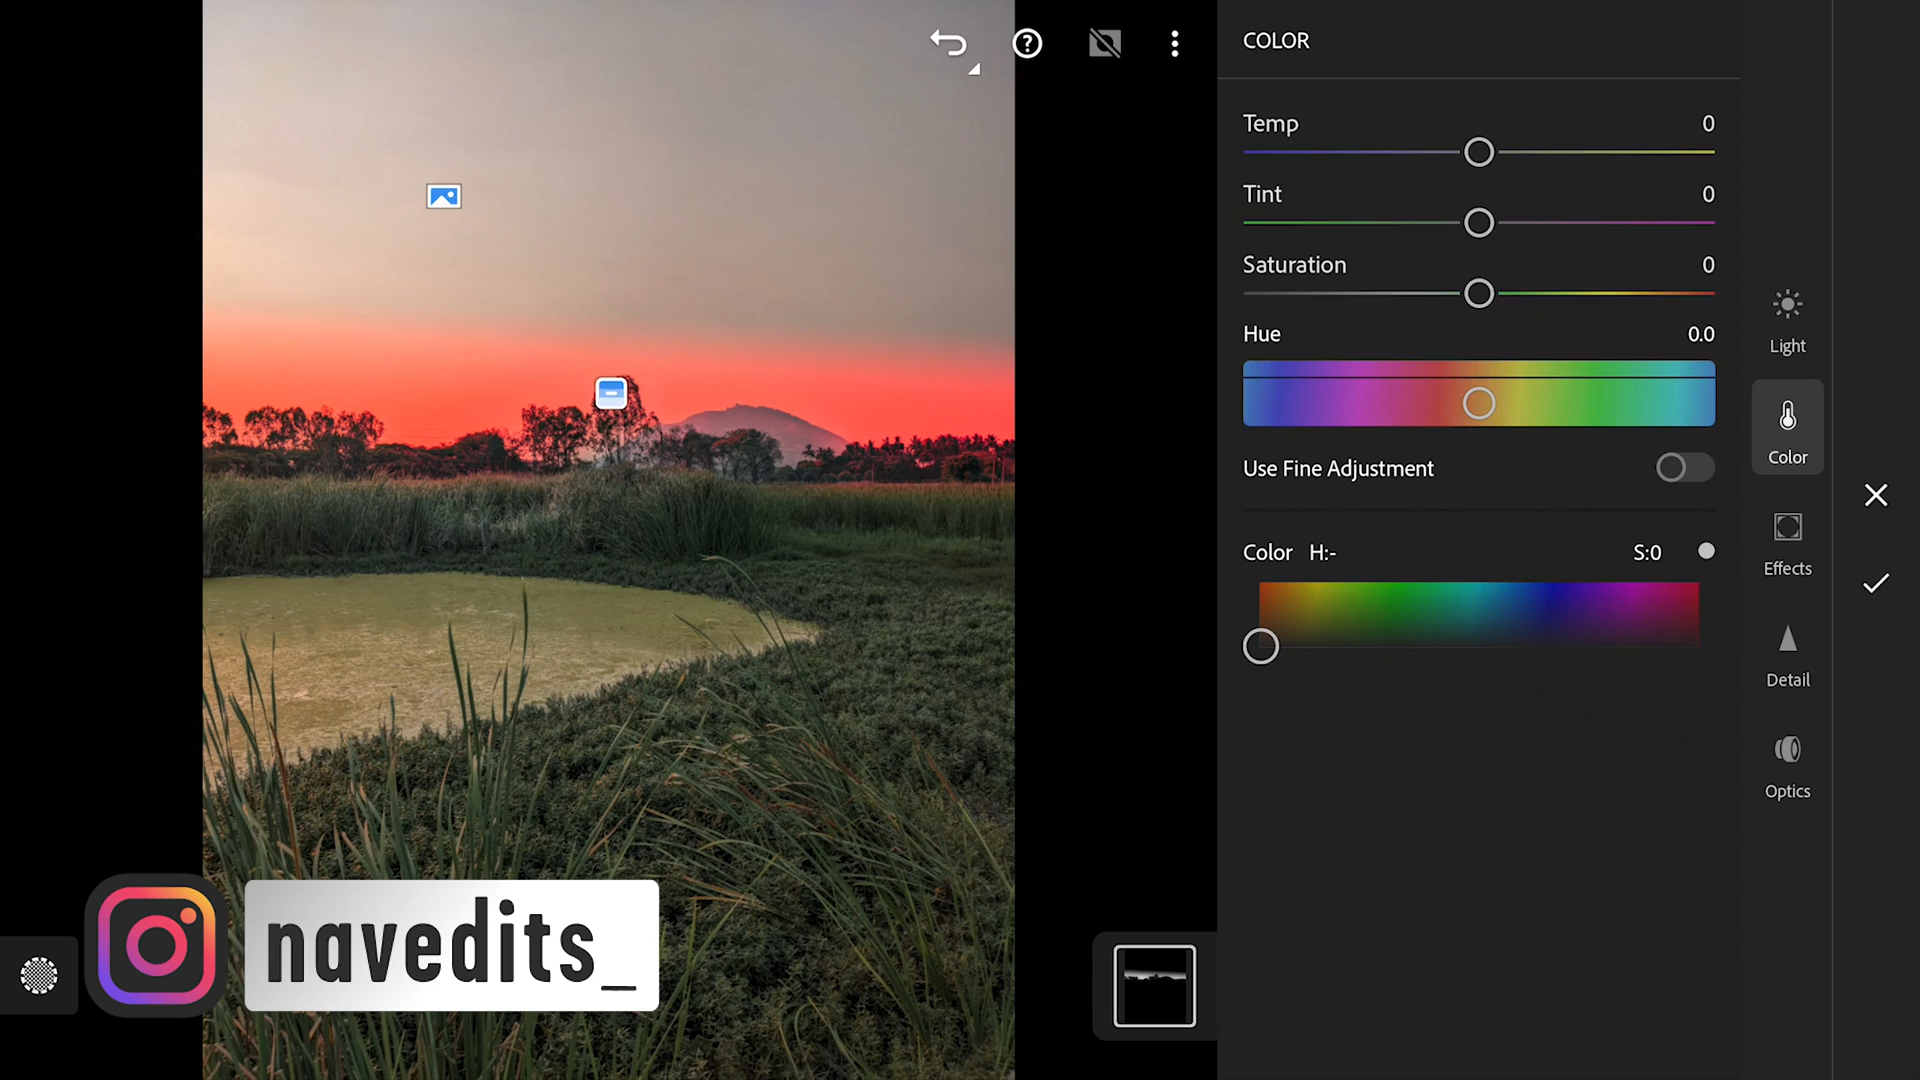 COLOR
Temp 0
Tint 0
Saturation 0
Hue 0.0
Use Fine Adjustment
Color H:- S:0
Light
Color
Effects
Detail
Optics
navedits_